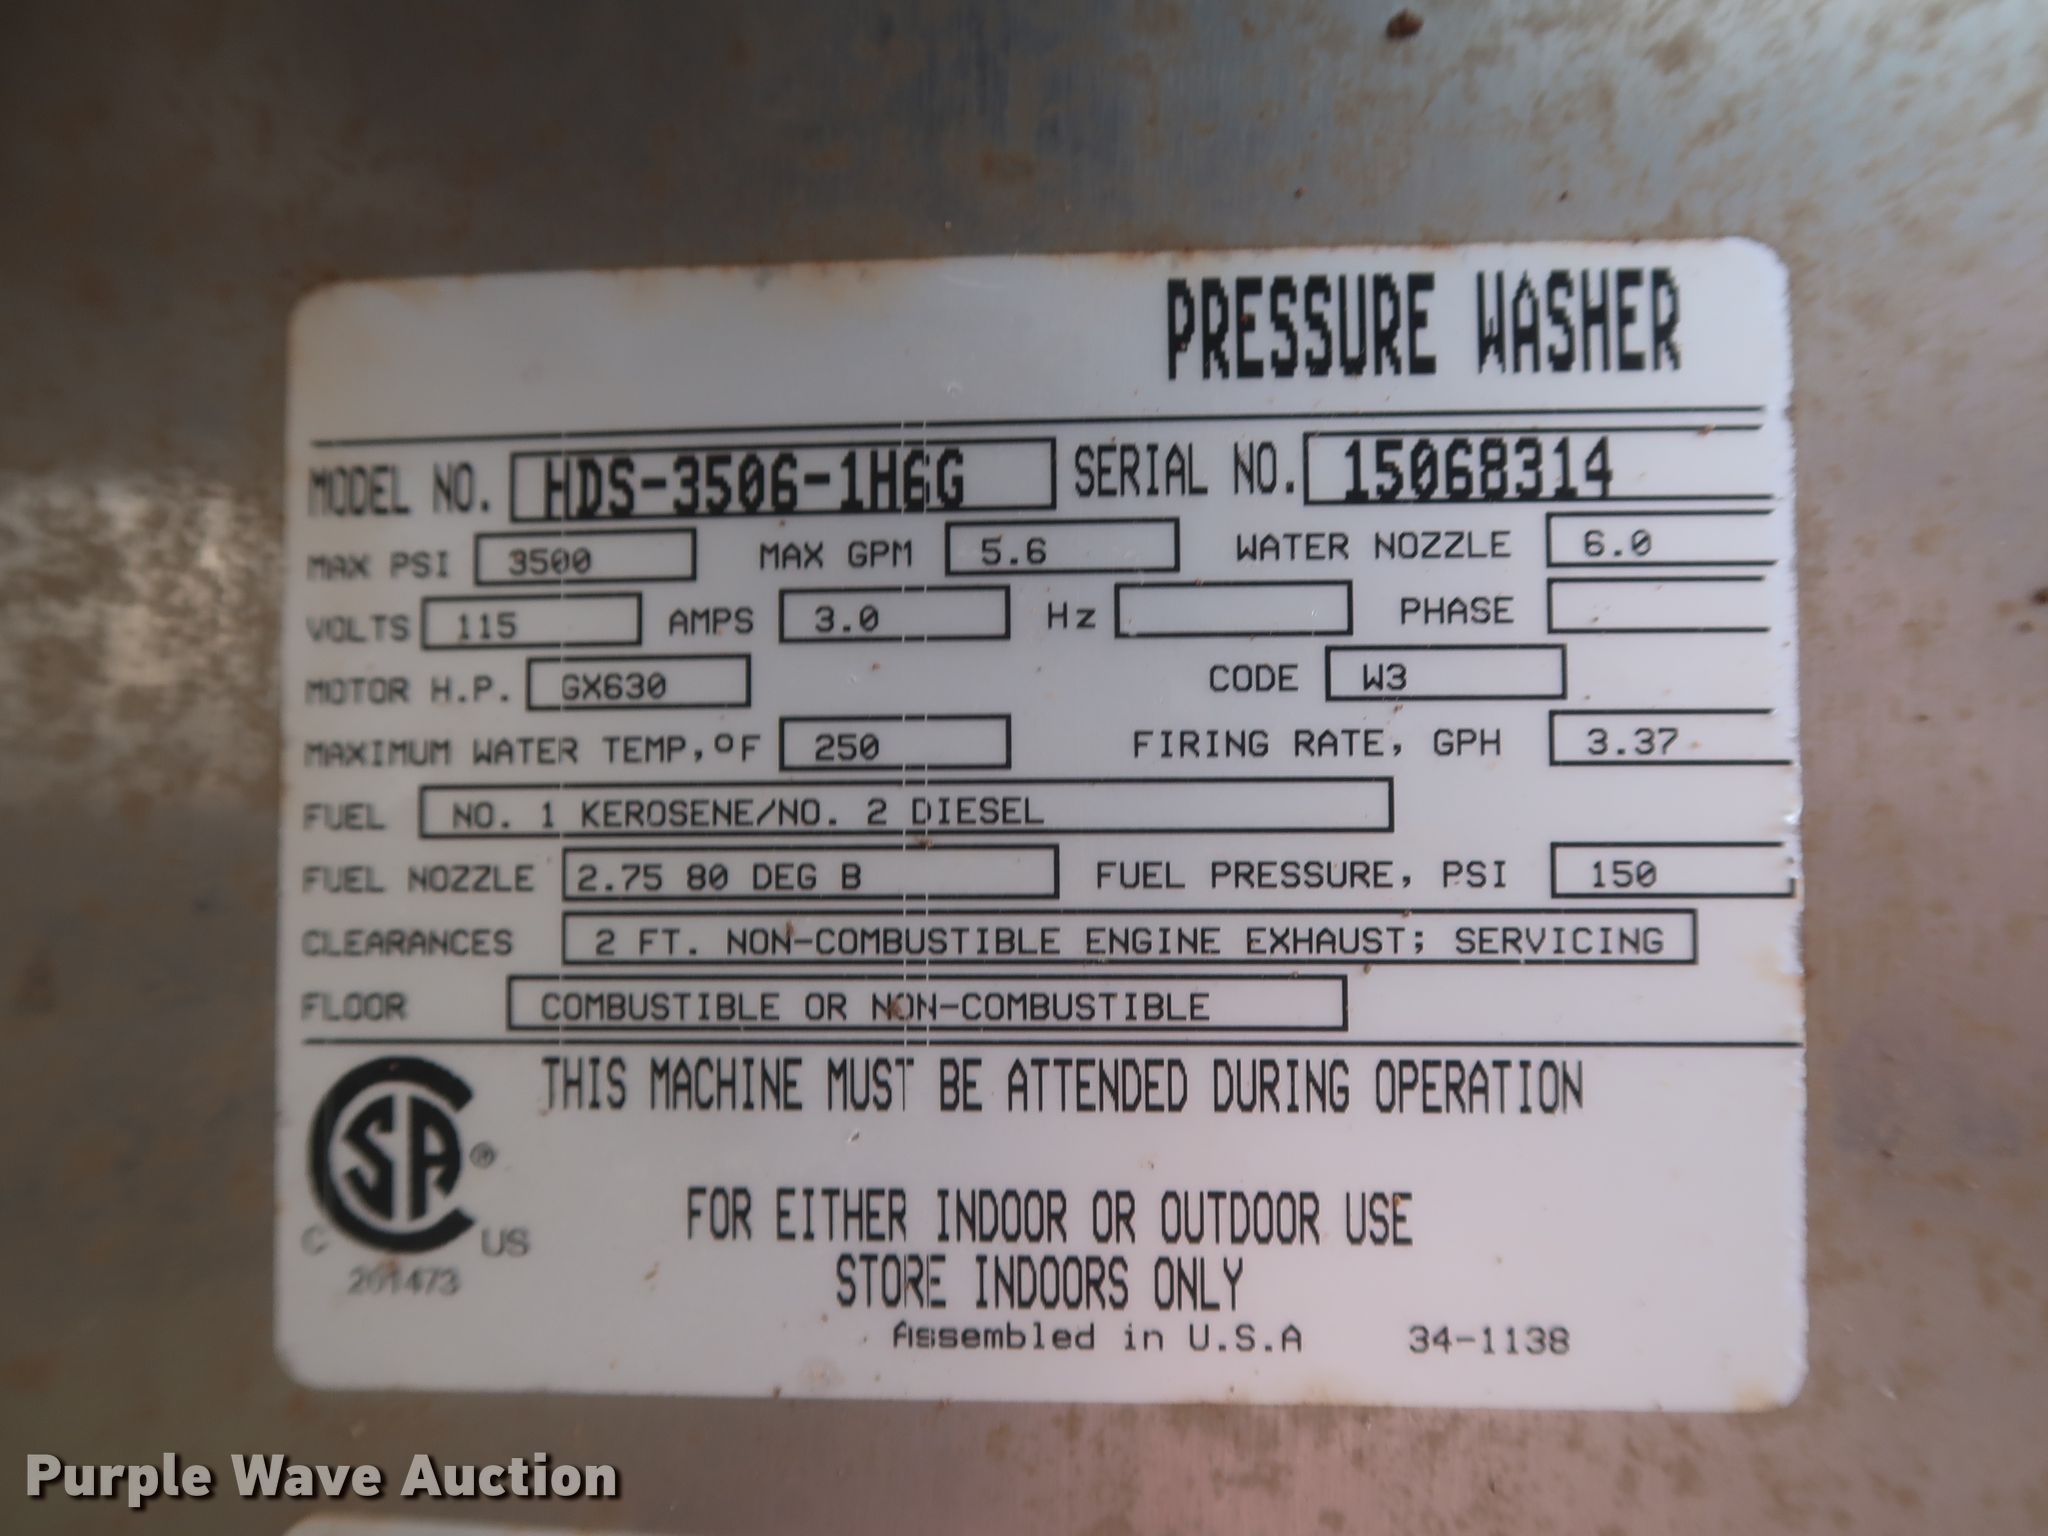 PRESSURE WASHER
MODEL NO. HDS-3506-1H6G SERIAL NO. 15068314
MAX PSI 3500 MAX GPM 5.6 WATER NOZZLE 6.0
VOLTS 115 AMPS 3.0 Hz PHASE
MOTOR H.P. GX630 CODE W3
MAXIMUM WATER TEMP,ºF 250 FIRING RATE, GPH 3.37
FUEL NO. 1 KEROSENE/NO. 2 DIESEL
FUEL NOZZLE 2.75 80 DEG B FUEL PRESSURE, PSI 150
CLEARANCES 2 FT. NON-COMBUSTIBLE ENGINE EXHAUST; SERVICING
FLOOR COMBUSTIBLE OR NON-COMBUSTIBLE
THIS MACHINE MUST BE ATTENDED DURING OPERATION
CSA®
C US
201473
FOR EITHER INDOOR OR OUTDOOR USE
STORE INDOORS ONLY
Assembled in U.S.A 34-1138
Purple Wave Auction